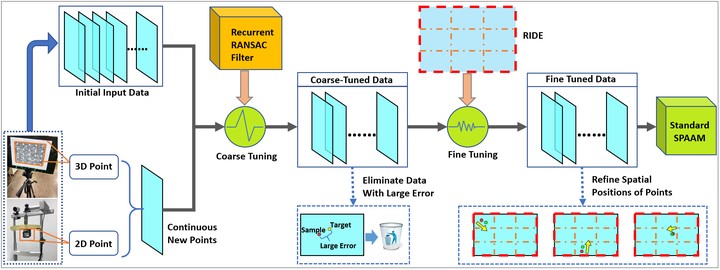 Recurrent
RANSAC
Filter
RIDE
Initial Input Data
Coarse-Tuned Data
Fine Tuned Data
Coarse Tuning
Fine Tuning
Standard
SPAAM
3D Point
2D Point
Continuous
New Points
Eliminate Data
With Large Error
Refine Spatial
Positions of Points
Sample
Target
Large Error